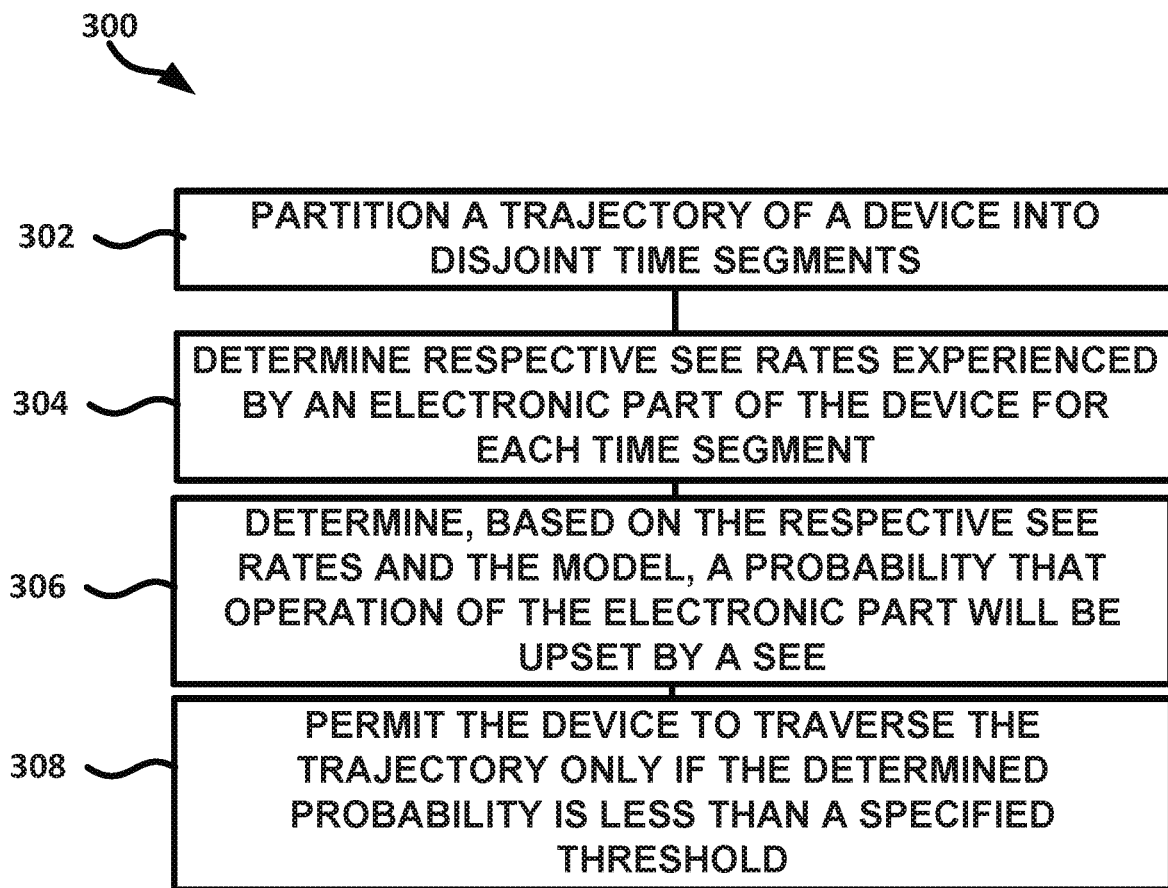 300
302
PARTITION A TRAJECTORY OF A DEVICE INTO
DISJOINT TIME SEGMENTS
304
DETERMINE RESPECTIVE SEE RATES EXPERIENCED
BY AN ELECTRONIC PART OF THE DEVICE FOR
EACH TIME SEGMENT
306
DETERMINE, BASED ON THE RESPECTIVE SEE
RATES AND THE MODEL, A PROBABILITY THAT
OPERATION OF THE ELECTRONIC PART WILL BE
UPSET BY A SEE
308
PERMIT THE DEVICE TO TRAVERSE THE
TRAJECTORY ONLY IF THE DETERMINED
PROBABILITY IS LESS THAN A SPECIFIED
THRESHOLD